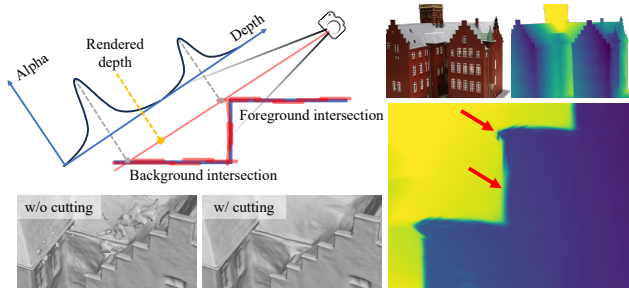 Alpha
Rendered
depth
Depth
Foreground intersection
Background intersection
w/o cutting
w/ cutting